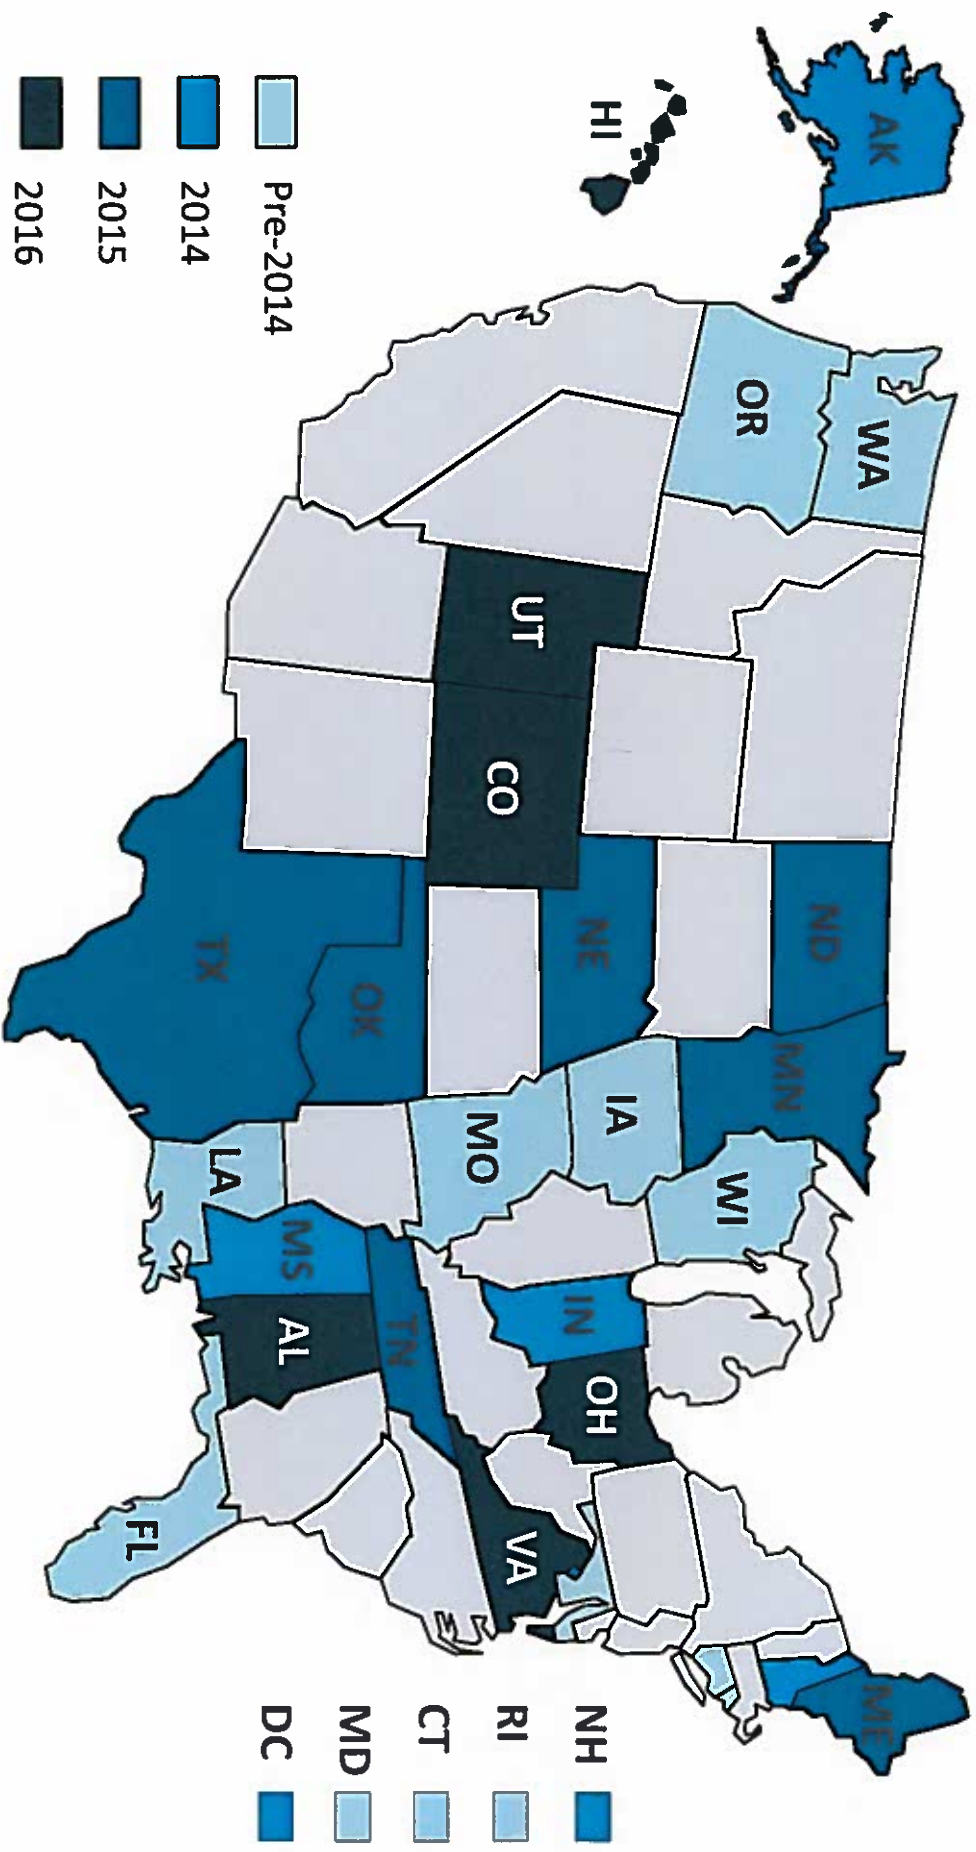 AK
HI
WA
OR
UT
CO
ND
NE
MN
IA
WI
MO
OK
TX
LA
MS
AL
TN
IN
OH
VA
FL
ME
NH
RI
CT
MD
DC
Pre-2014
2014
2015
2016